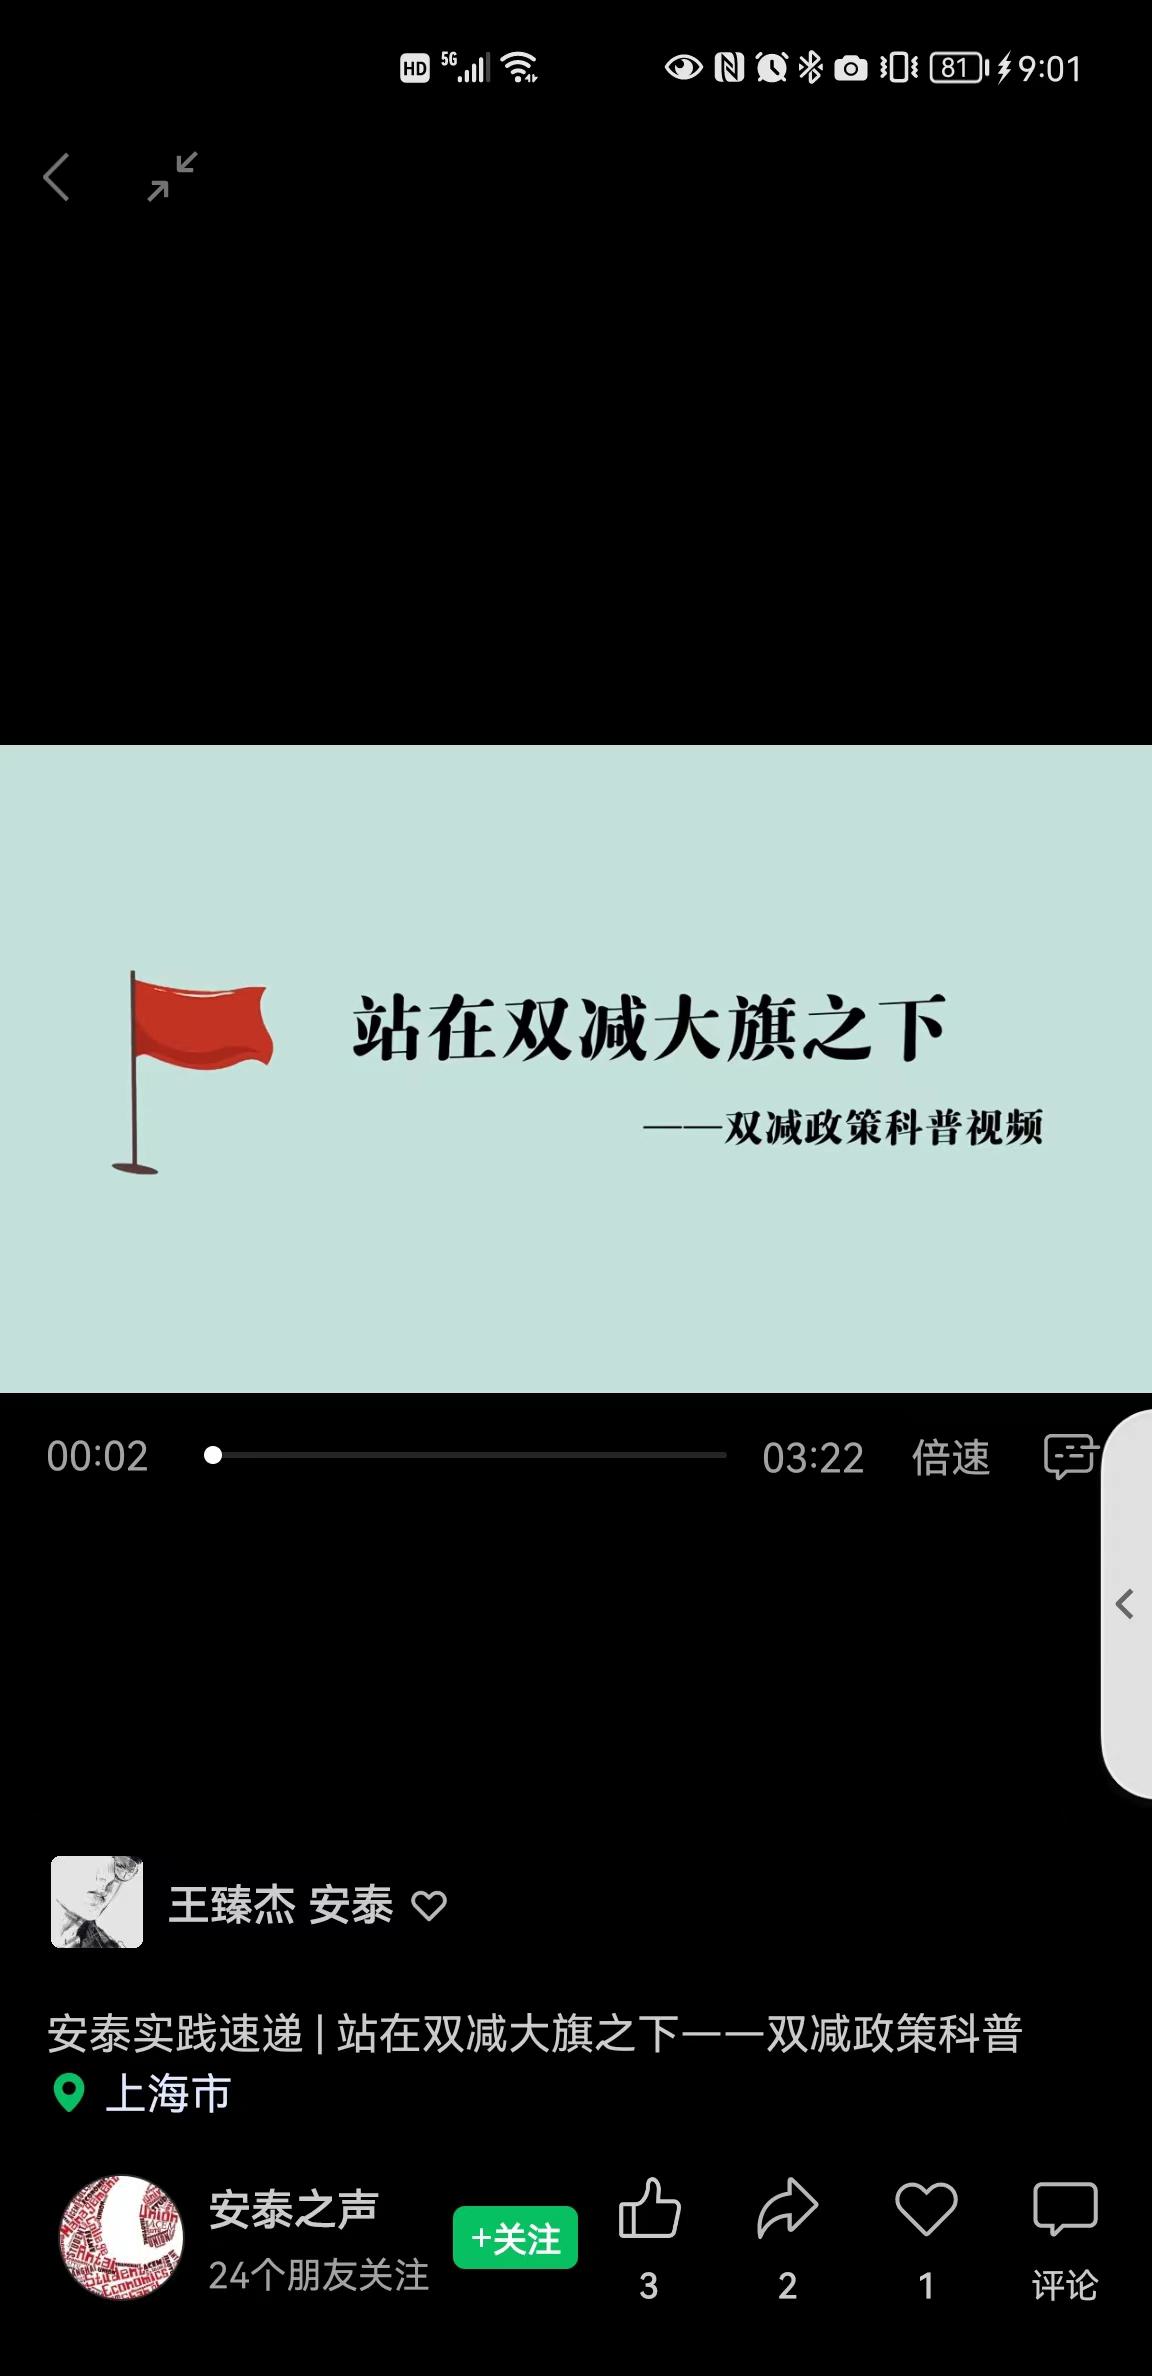 HD 5G 81 9:01
站在双减大旗之下
——双减政策科普视频
00:02 03:22 倍速
王臻杰 安泰
安泰实践速递 | 站在双减大旗之下——双减政策科普
上海市
安泰之声
24个朋友关注
+关注
3
2
1
评论